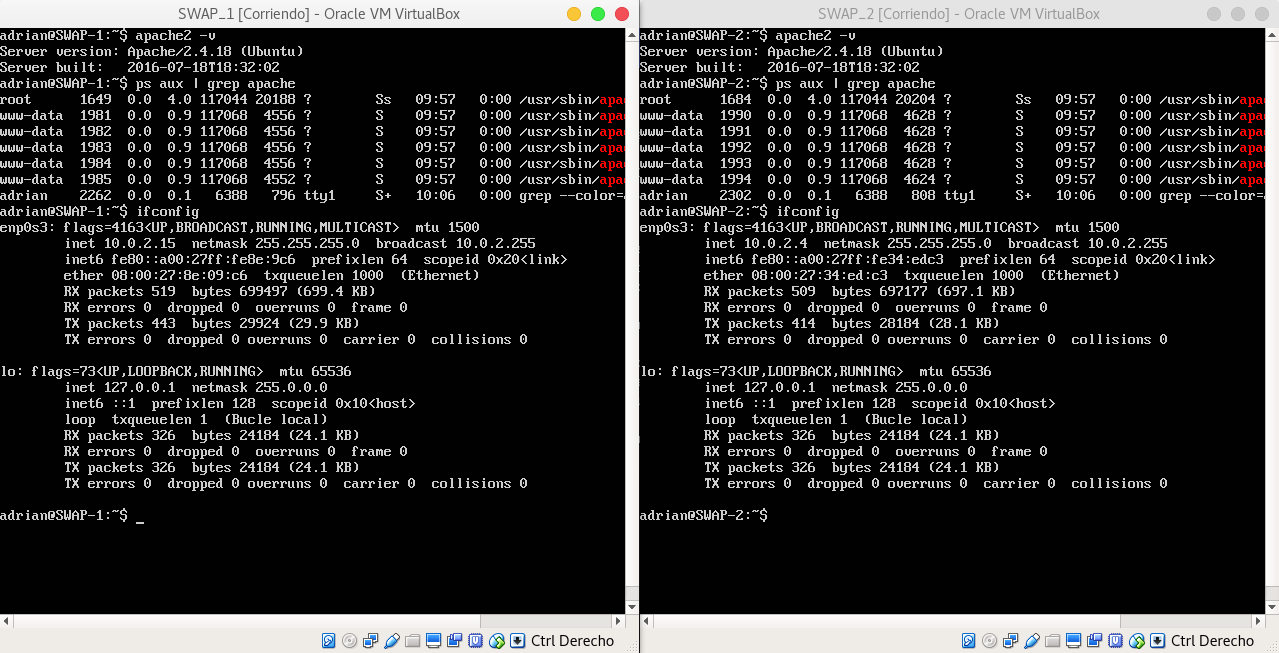 SWAP_1 [Corriendo] - Oracle VM VirtualBox
adrian@SWAP-1:~$ apache2 -v
Server version: Apache/2.4.18 (Ubuntu)
Server built:   2016-07-18T18:32:02
adrian@SWAP-1:~$ ps aux | grep apache
root      1649  0.0  4.0 117044 20188 ?        Ss   09:57   0:00 /usr/sbin/apa
www-data  1981  0.0  0.9 117068  4556 ?        S    09:57   0:00 /usr/sbin/apa
www-data  1982  0.0  0.9 117068  4556 ?        S    09:57   0:00 /usr/sbin/apa
www-data  1983  0.0  0.9 117068  4556 ?        S    09:57   0:00 /usr/sbin/apa
www-data  1984  0.0  0.9 117068  4556 ?        S    09:57   0:00 /usr/sbin/apa
www-data  1985  0.0  0.9 117068  4552 ?        S    09:57   0:00 /usr/sbin/apa
adrian    2262  0.0  0.1   6388   796 tty1     S+   10:06   0:00 grep --color=
adrian@SWAP-1:~$ ifconfig
enp0s3: flags=4163<UP,BROADCAST,RUNNING,MULTICAST>  mtu 1500
        inet 10.0.2.15  netmask 255.255.255.0  broadcast 10.0.2.255
        inet6 fe80::a00:27ff:fe8e:9c6  prefixlen 64  scopeid 0x20<link>
        ether 08:00:27:8e:09:c6  txqueuelen 1000  (Ethernet)
        RX packets 519  bytes 699497 (699.4 KB)
        RX errors 0  dropped 0  overruns 0  frame 0
        TX packets 443  bytes 29924 (29.9 KB)
        TX errors 0  dropped 0 overruns 0  carrier 0  collisions 0
lo: flags=73<UP,LOOPBACK,RUNNING>  mtu 65536
        inet 127.0.0.1  netmask 255.0.0.0
        inet6 ::1  prefixlen 128  scopeid 0x10<host>
        loop  txqueuelen 1  (Bucle local)
        RX packets 326  bytes 24184 (24.1 KB)
        RX errors 0  dropped 0  overruns 0  frame 0
        TX packets 326  bytes 24184 (24.1 KB)
        TX errors 0  dropped 0 overruns 0  carrier 0  collisions 0
adrian@SWAP-1:~$ _
Ctrl Derecho
SWAP_2 [Corriendo] - Oracle VM VirtualBox
adrian@SWAP-2:~$ apache2 -v
Server version: Apache/2.4.18 (Ubuntu)
Server built:   2016-07-18T18:32:02
adrian@SWAP-2:~$ ps aux | grep apache
root      1684  0.0  4.0 117044 20204 ?        Ss   09:57   0:00 /usr/sbin/apa
www-data  1990  0.0  0.9 117068  4628 ?        S    09:57   0:00 /usr/sbin/apa
www-data  1991  0.0  0.9 117068  4628 ?        S    09:57   0:00 /usr/sbin/apa
www-data  1992  0.0  0.9 117068  4628 ?        S    09:57   0:00 /usr/sbin/apa
www-data  1993  0.0  0.9 117068  4628 ?        S    09:57   0:00 /usr/sbin/apa
www-data  1994  0.0  0.9 117068  4624 ?        S    09:57   0:00 /usr/sbin/apa
adrian    2302  0.0  0.1   6388   808 tty1     S+   10:06   0:00 grep --color=
adrian@SWAP-2:~$ ifconfig
enp0s3: flags=4163<UP,BROADCAST,RUNNING,MULTICAST>  mtu 1500
        inet 10.0.2.4  netmask 255.255.255.0  broadcast 10.0.2.255
        inet6 fe80::a00:27ff:fe34:edc3  prefixlen 64  scopeid 0x20<link>
        ether 08:00:27:34:ed:c3  txqueuelen 1000  (Ethernet)
        RX packets 509  bytes 697177 (697.1 KB)
        RX errors 0  dropped 0  overruns 0  frame 0
        TX packets 414  bytes 28184 (28.1 KB)
        TX errors 0  dropped 0 overruns 0  carrier 0  collisions 0
lo: flags=73<UP,LOOPBACK,RUNNING>  mtu 65536
        inet 127.0.0.1  netmask 255.0.0.0
        inet6 ::1  prefixlen 128  scopeid 0x10<host>
        loop  txqueuelen 1  (Bucle local)
        RX packets 326  bytes 24184 (24.1 KB)
        RX errors 0  dropped 0  overruns 0  frame 0
        TX packets 326  bytes 24184 (24.1 KB)
        TX errors 0  dropped 0 overruns 0  carrier 0  collisions 0
adrian@SWAP-2:~$
Ctrl Derecho